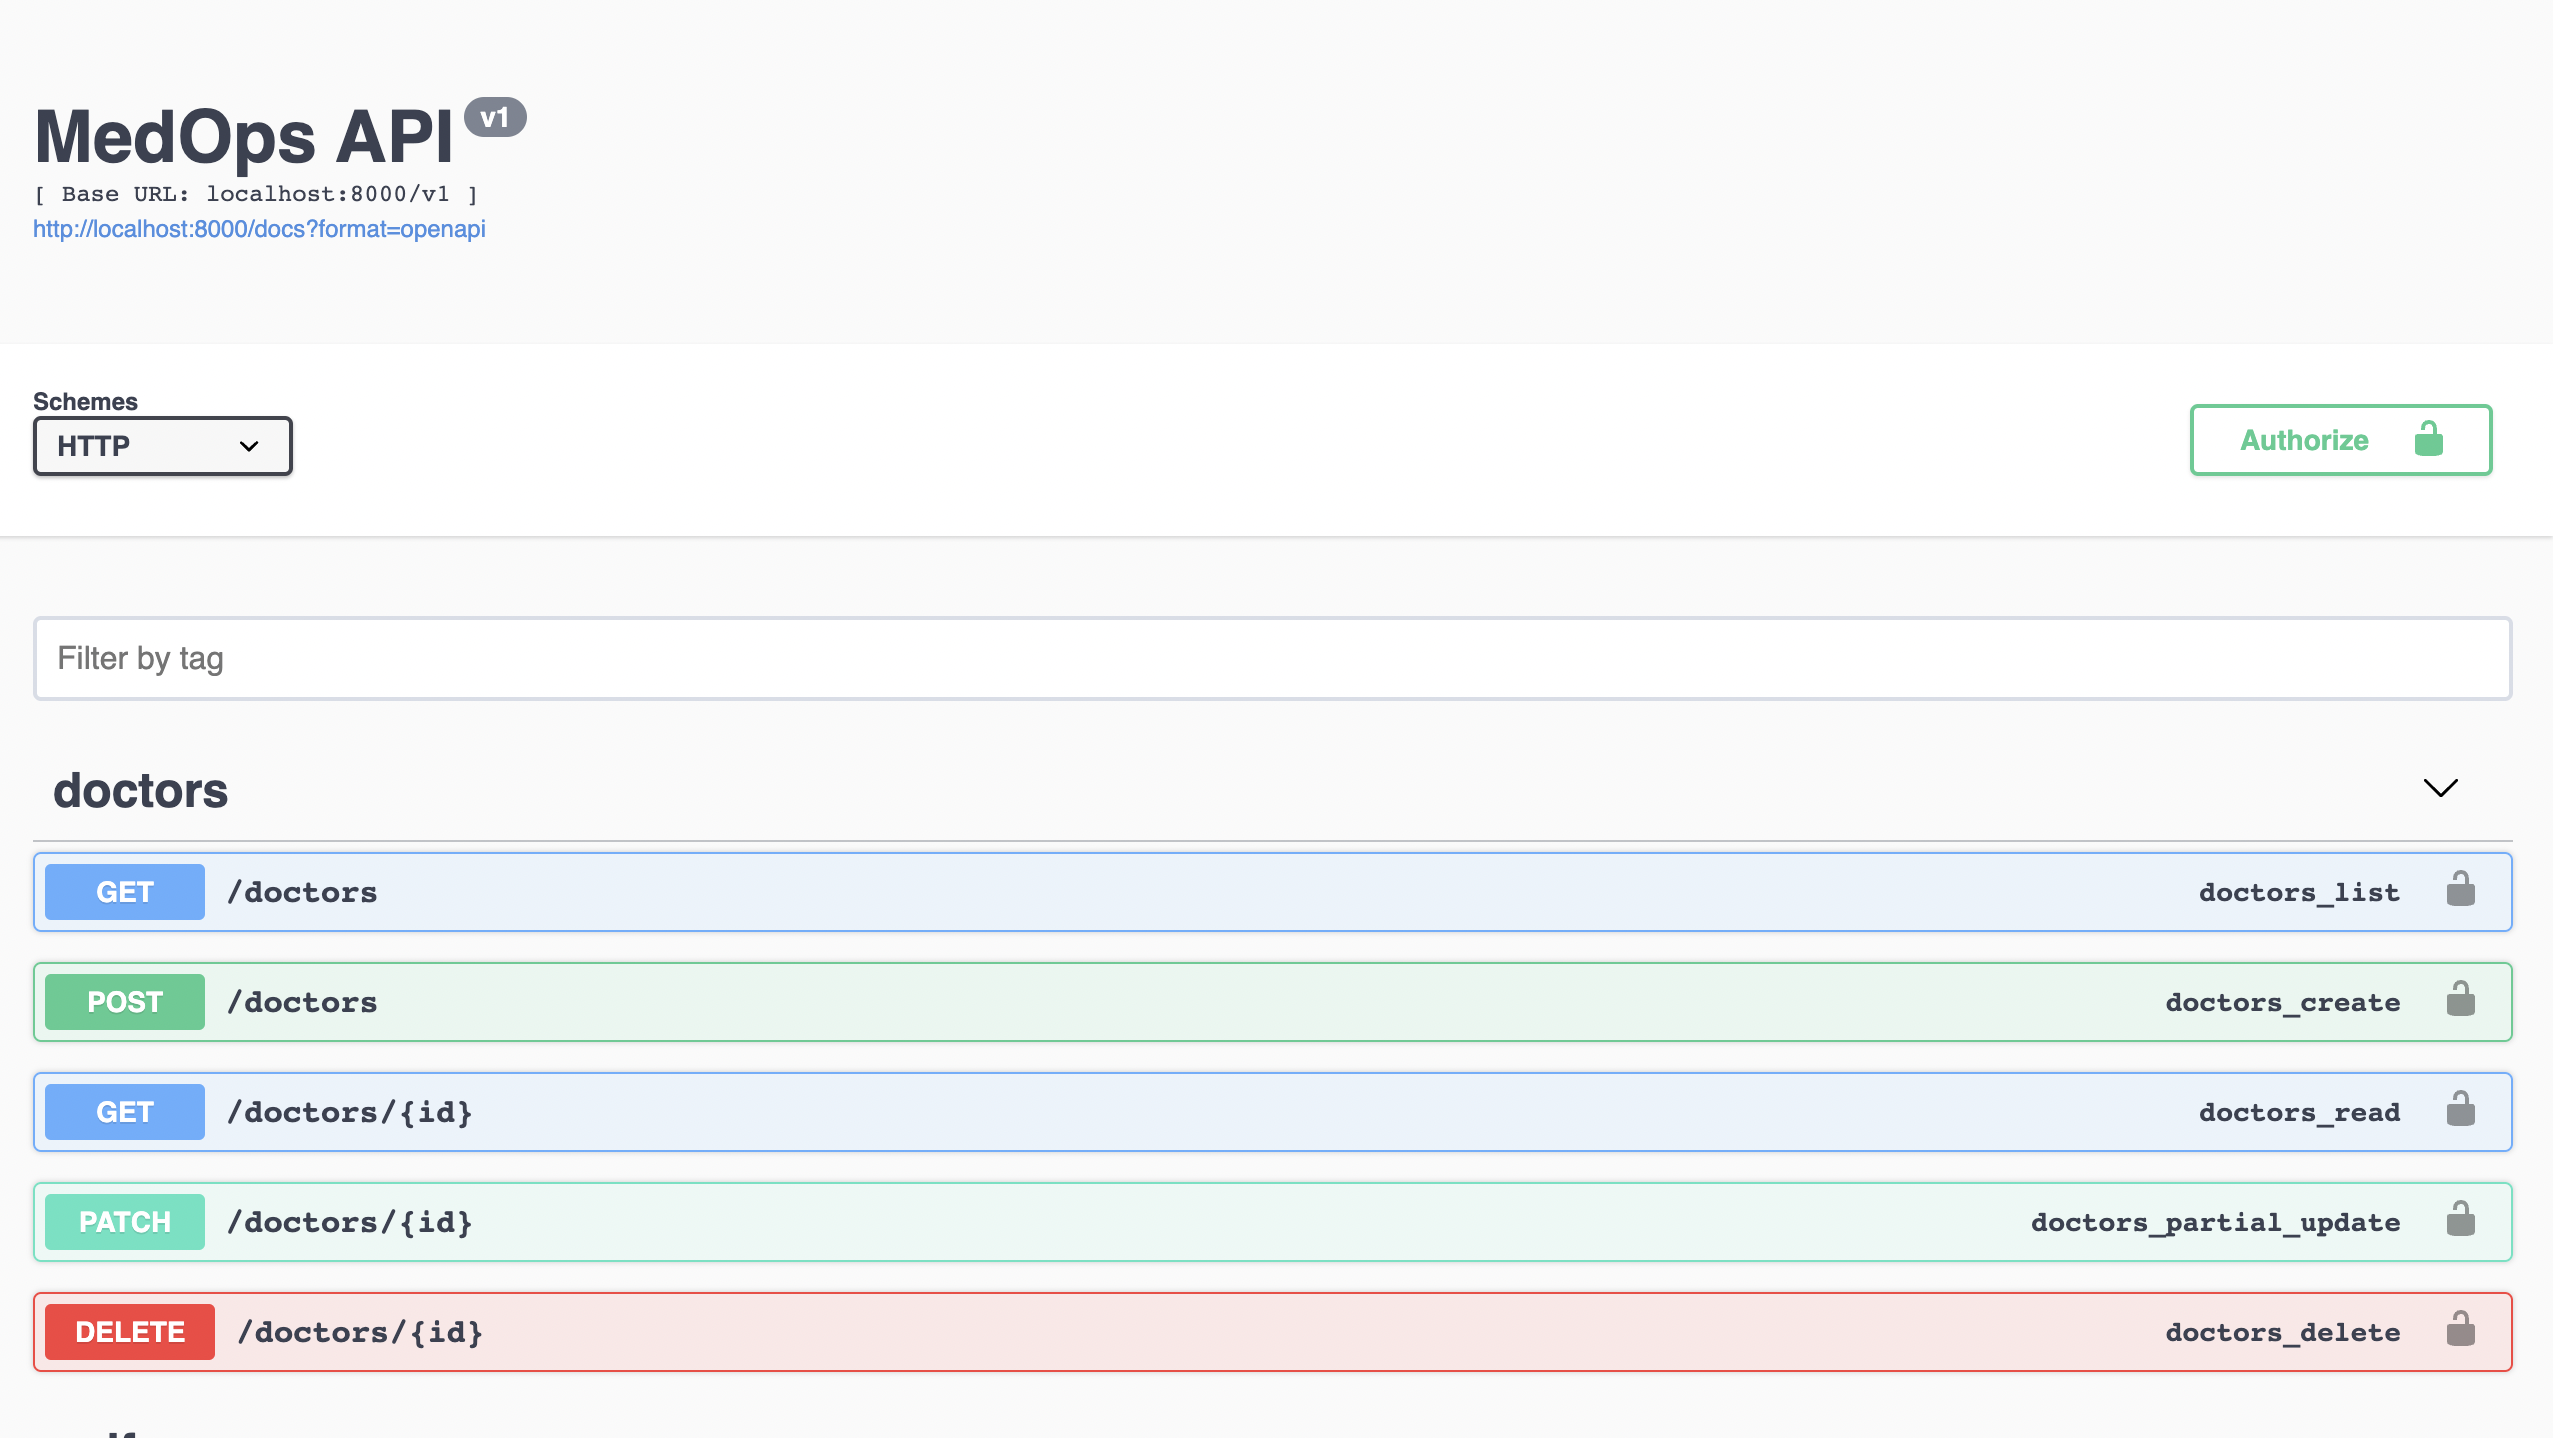 MedOps API v1
[ Base URL: localhost:8000/v1 ]
http://localhost:8000/docs?format=openapi
Schemes
HTTP
Authorize
Filter by tag
doctors
GET /doctors doctors_list
POST /doctors doctors_create
GET /doctors/{id} doctors_read
PATCH /doctors/{id} doctors_partial_update
DELETE /doctors/{id} doctors_delete